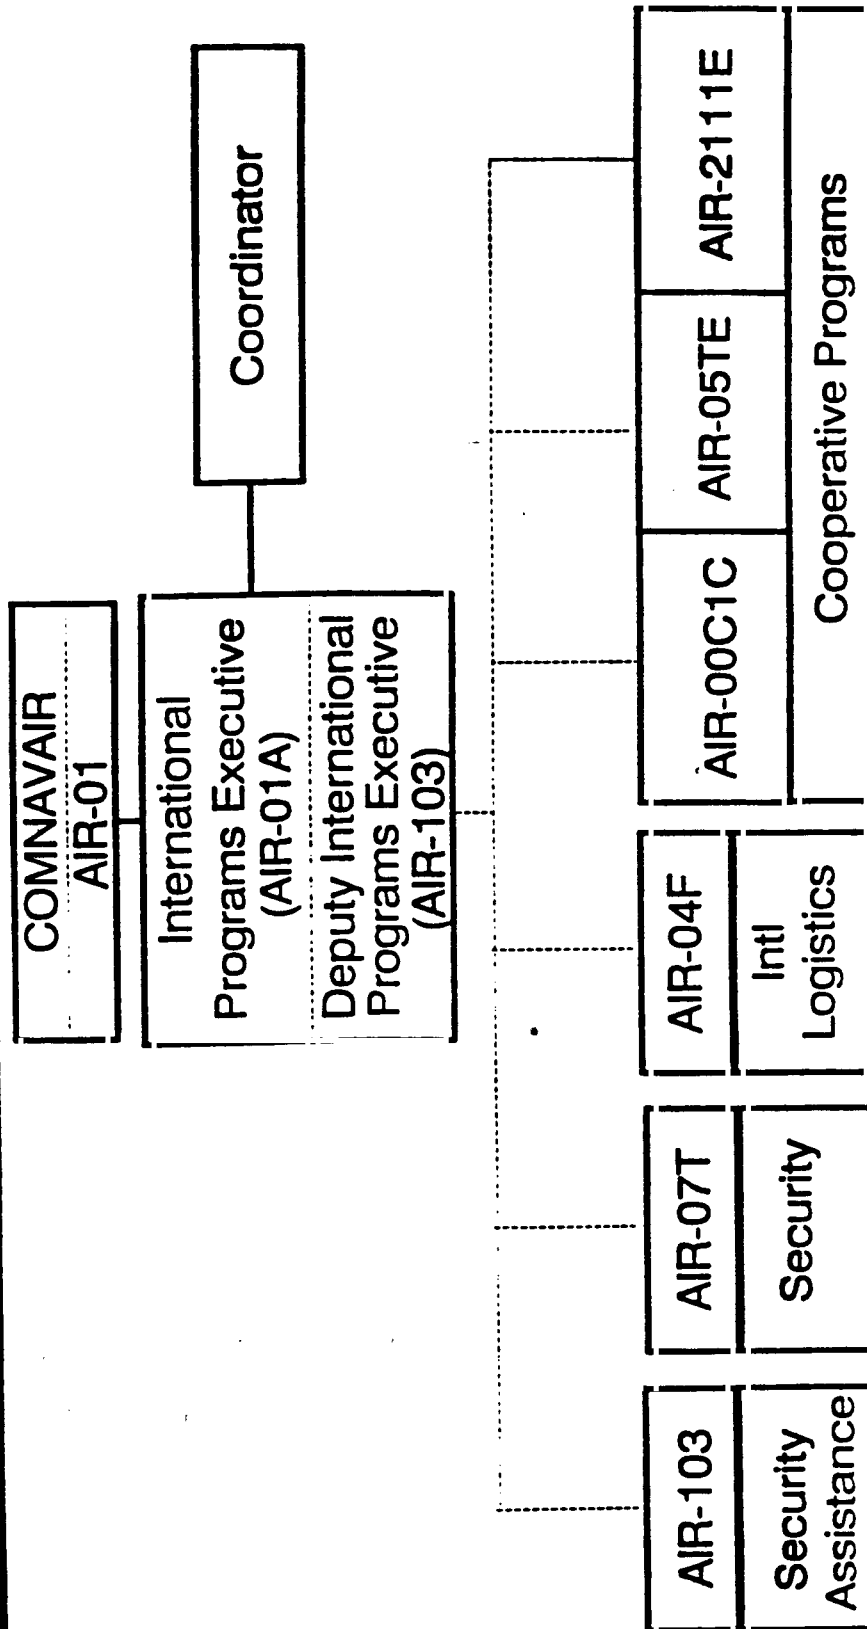 COMNAVAIR
AIR-01
International
Programs Executive
(AIR-01A)
Deputy International
Programs Executive
(AIR-103)
Coordinator
AIR-103
Security
Assistance
AIR-07T
Security
AIR-04F
Intl
Logistics
AIR-00C1C
AIR-05TE
AIR-2111E
Cooperative Programs